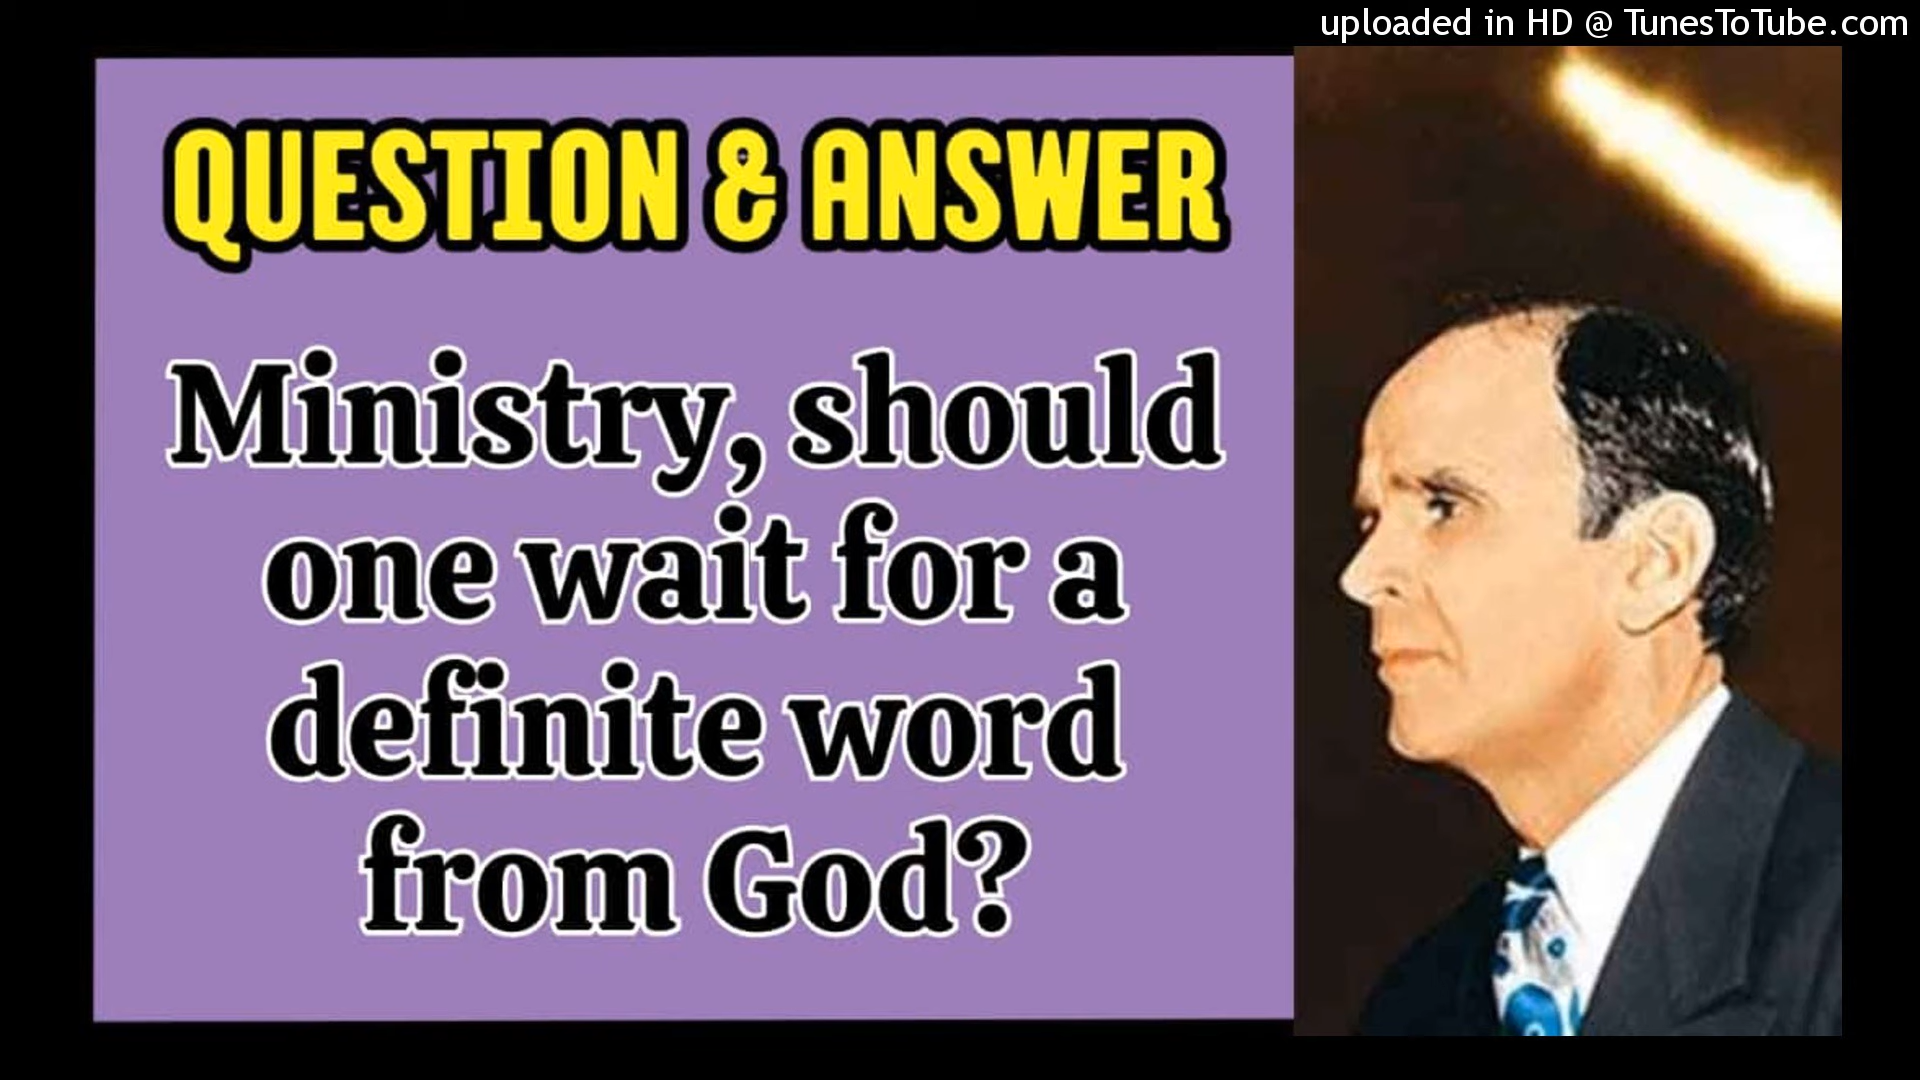 uploaded in HD @ TunesToTube.com
QUESTION & ANSWER
Ministry, should
one wait for a
definite word
from God?